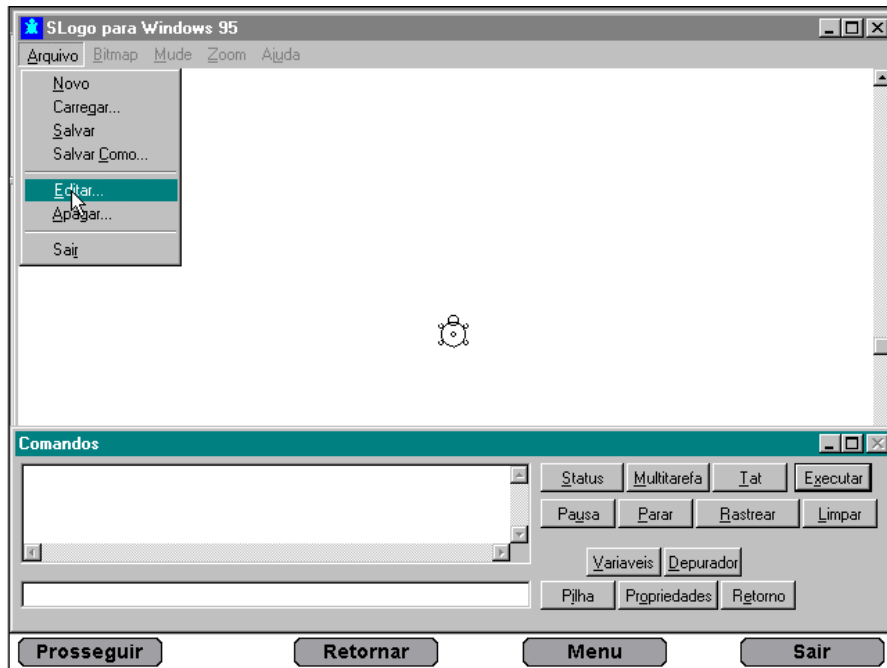 SLogo para Windows 95
Arquivo Bitmap Mude Zoom Ajuda
Novo
Carregar...
Salvar
Salvar Como...
Editar...
Apagar...
Sair
Comandos
Status Multitarefa Tat Executar
Pausa Parar Rastrear Limpar
Variaveis Depurador
Pilha Propriedades Retorno
Prosseguir Retornar Menu Sair